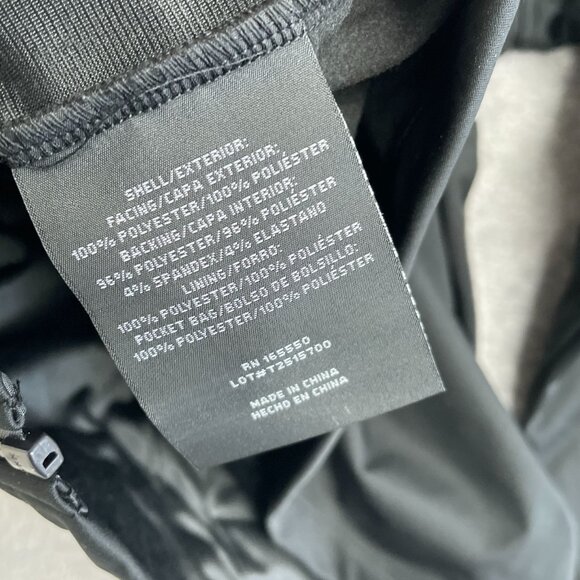 SHELL/EXTERIOR:
FACING/CAPA EXTERIOR:
100% POLYESTER/100% POLIÉSTER
BACKING/CAPA INTERIOR:
96% POLYESTER/96% POLIÉSTER
4% SPANDEX/4% ELASTANO
LINING/FORRO:
100% POLYESTER/100% POLIÉSTER
POCKET BAG/BOLSO DE BOLSILLO:
100% POLYESTER/100% POLIÉSTER
RN 165550
LOT#T2515700
MADE IN CHINA
HECHO EN CHINA